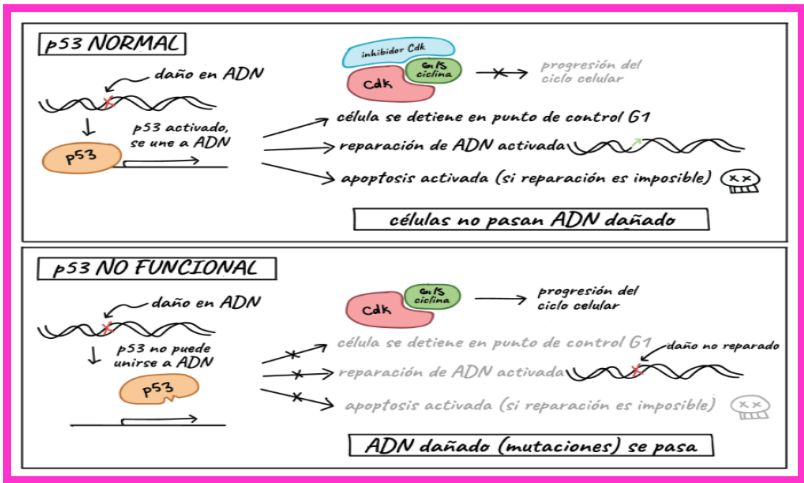 p53 NORMAL
daño en ADN
p53 activado,
se une a ADN
p53
inhibidor Cdk
G1/S
ciclina
Cdk
progresión del
ciclo celular
célula se detiene en punto de control G1
reparación de ADN activada
apoptosis activada (si reparación es imposible)
células no pasan ADN dañado
p53 NO FUNCIONAL
daño en ADN
p53 no puede
unirse a ADN
p53
G1/S
ciclina
Cdk
progresión del
ciclo celular
célula se detiene en punto de control G1
daño no reparado
reparación de ADN activada
apoptosis activada (si reparación es imposible)
ADN dañado (mutaciones) se pasa